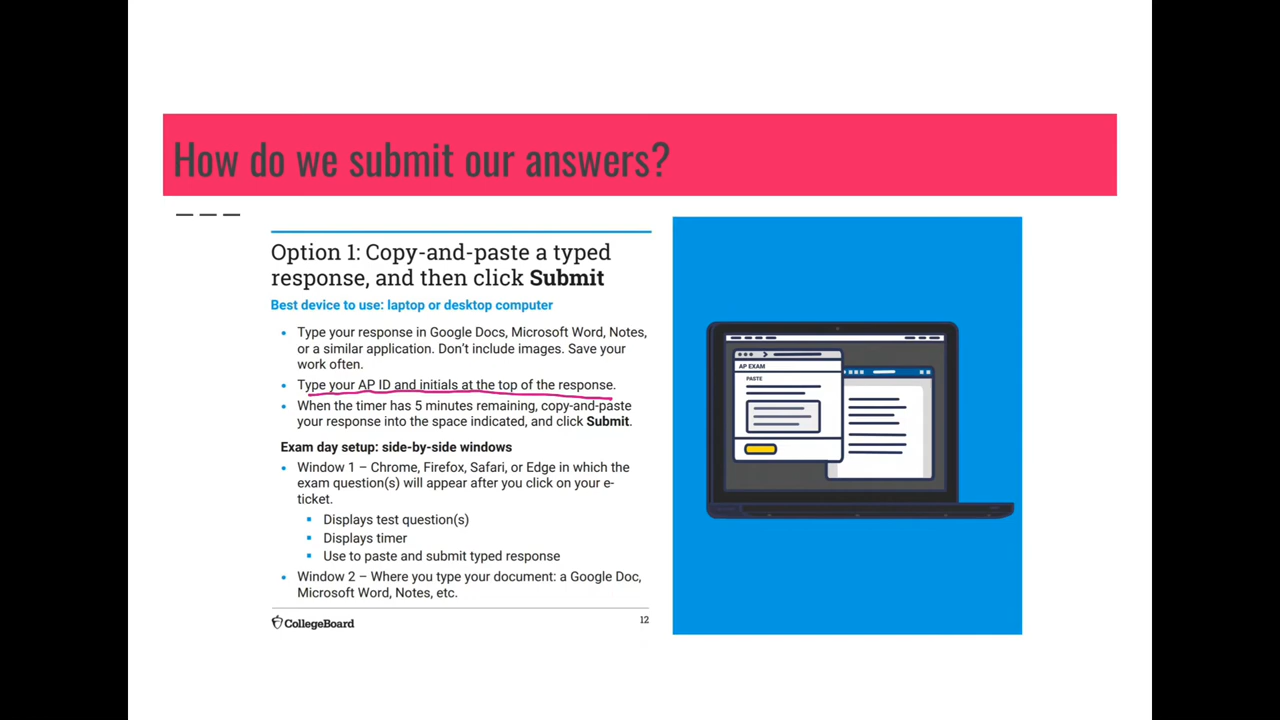 How do we submit our answers?
Option 1: Copy-and-paste a typed
response, and then click Submit
Best device to use: laptop or desktop computer
• Type your response in Google Docs, Microsoft Word, Notes,
or a similar application. Don't include images. Save your
work often.
• Type your AP ID and initials at the top of the response.
• When the timer has 5 minutes remaining, copy-and-paste
your response into the space indicated, and click Submit.
Exam day setup: side-by-side windows
• Window 1 – Chrome, Firefox, Safari, or Edge in which the
exam question(s) will appear after you click on your e-
ticket.
▪ Displays test question(s)
▪ Displays timer
▪ Use to paste and submit typed response
• Window 2 – Where you type your document: a Google Doc,
Microsoft Word, Notes, etc.
CollegeBoard
12
AP EXAM
PASTE